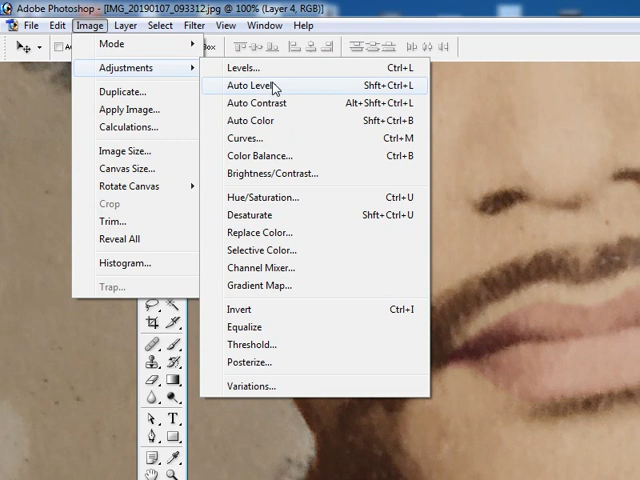 Adobe Photoshop - [IMG_20190107_093312.jpg @ 100% (Layer 4, RGB)]
File Edit Image Layer Select Filter View Window Help
Mode
Adjustments
Duplicate...
Apply Image...
Calculations...
Image Size...
Canvas Size...
Rotate Canvas
Crop
Trim...
Reveal All
Histogram...
Trap...
Levels... Ctrl+L
Auto Levels Shft+Ctrl+L
Auto Contrast Alt+Shft+Ctrl+L
Auto Color Shft+Ctrl+B
Curves... Ctrl+M
Color Balance... Ctrl+B
Brightness/Contrast...
Hue/Saturation... Ctrl+U
Desaturate Shft+Ctrl+U
Replace Color...
Selective Color...
Channel Mixer...
Gradient Map...
Invert Ctrl+I
Equalize
Threshold...
Posterize...
Variations...